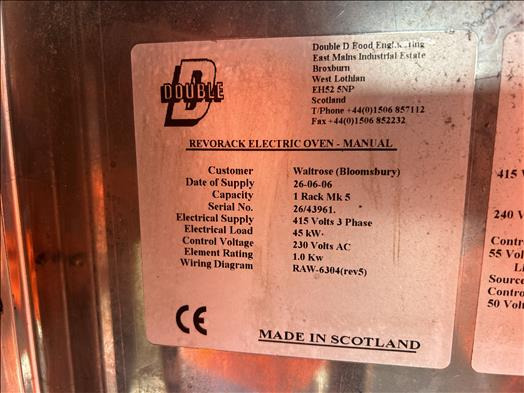 DOUBLE D
Double D Food Engineering
East Mains Industrial Estate
Broxburn
West Lothian
EH52 5NP
Scotland
T/Phone +44(0)1506 857112
Fax +44(0)1506 852232
REVORACK ELECTRIC OVEN - MANUAL
Customer Waitrose (Bloomsbury)
Date of Supply 26-06-06
Capacity 1 Rack Mk 5
Serial No. 26/43961.
Electrical Supply 415 Volts 3 Phase
Electrical Load 45 kW.
Control Voltage 230 Volts AC
Element Rating 1.0 Kw
Wiring Diagram RAW-6304(rev5)
CE
MADE IN SCOTLAND
415 V
240 V
Contro
55 Vol
Li
Source
Contro
50 Volt